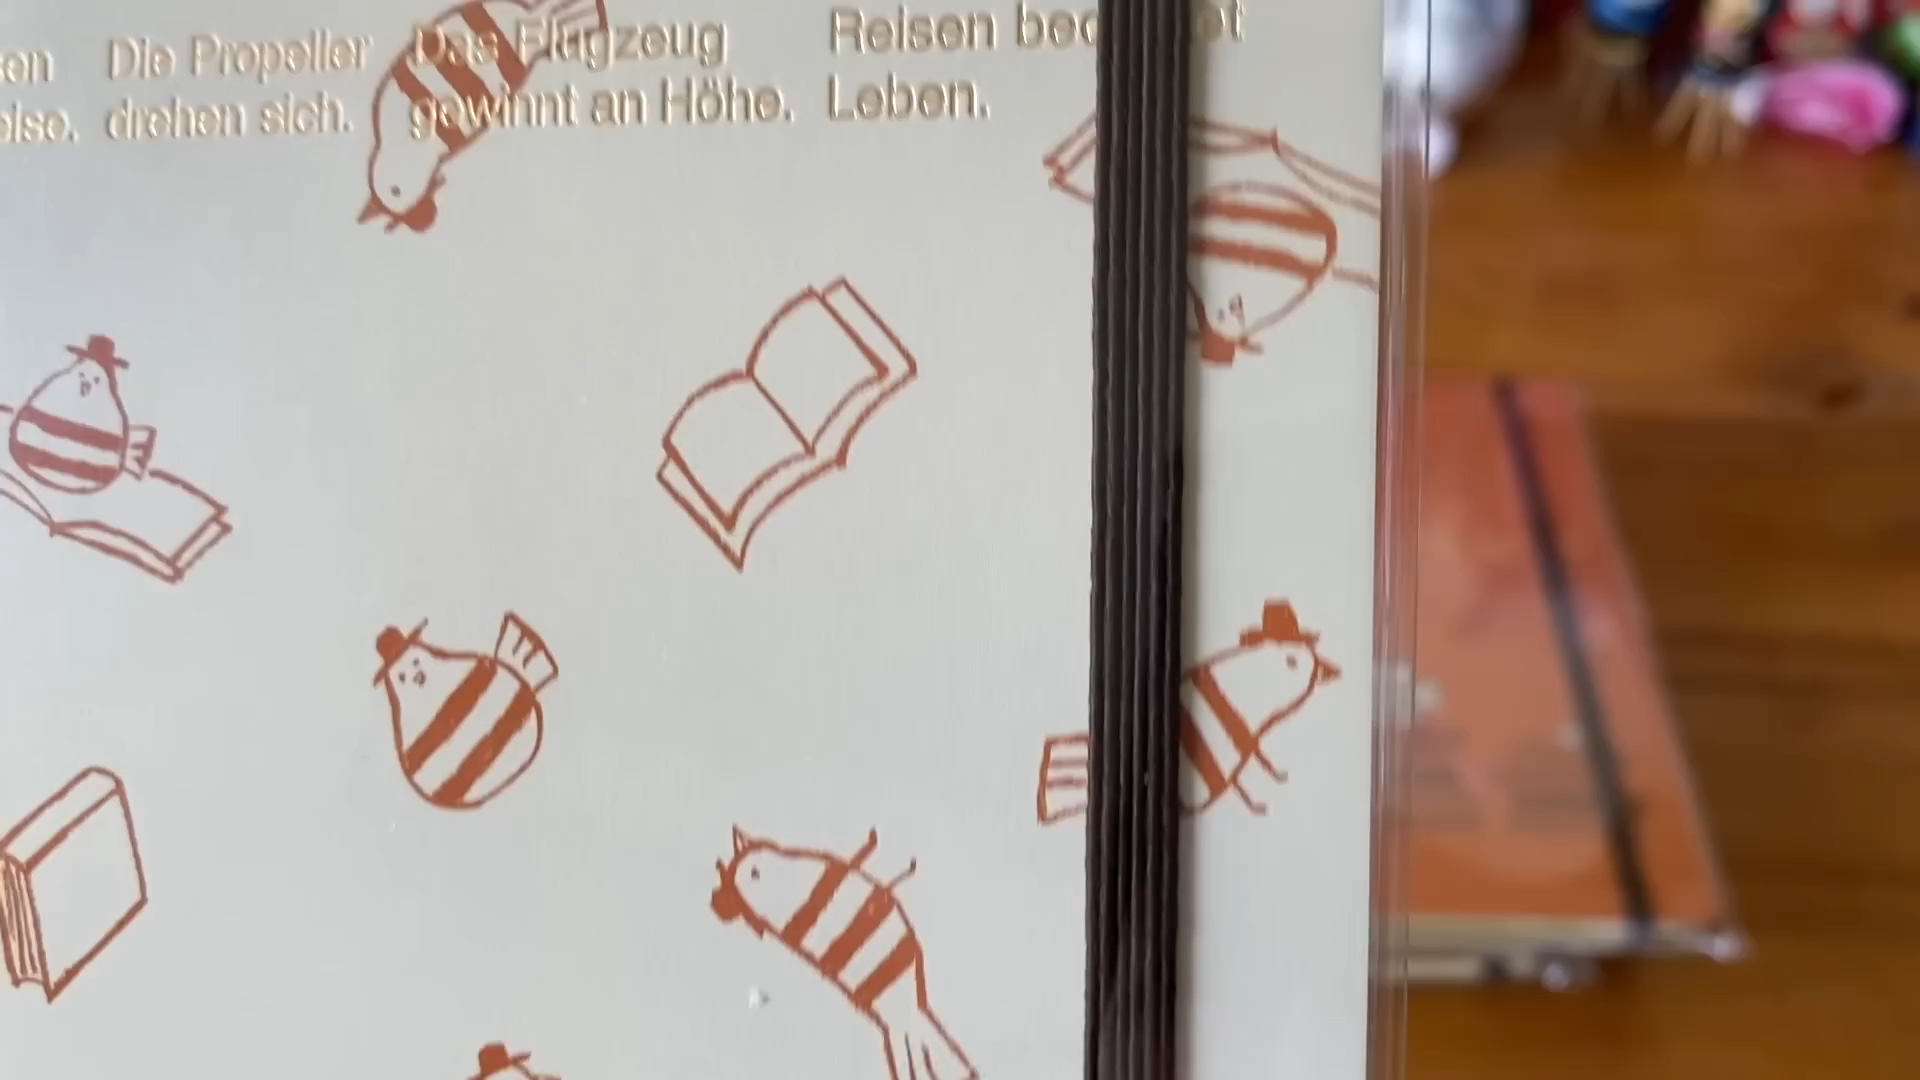 Die Propeller
drehen sich.
Das Flugzeug
gewinnt an Höhe.
Reisen
Leben.